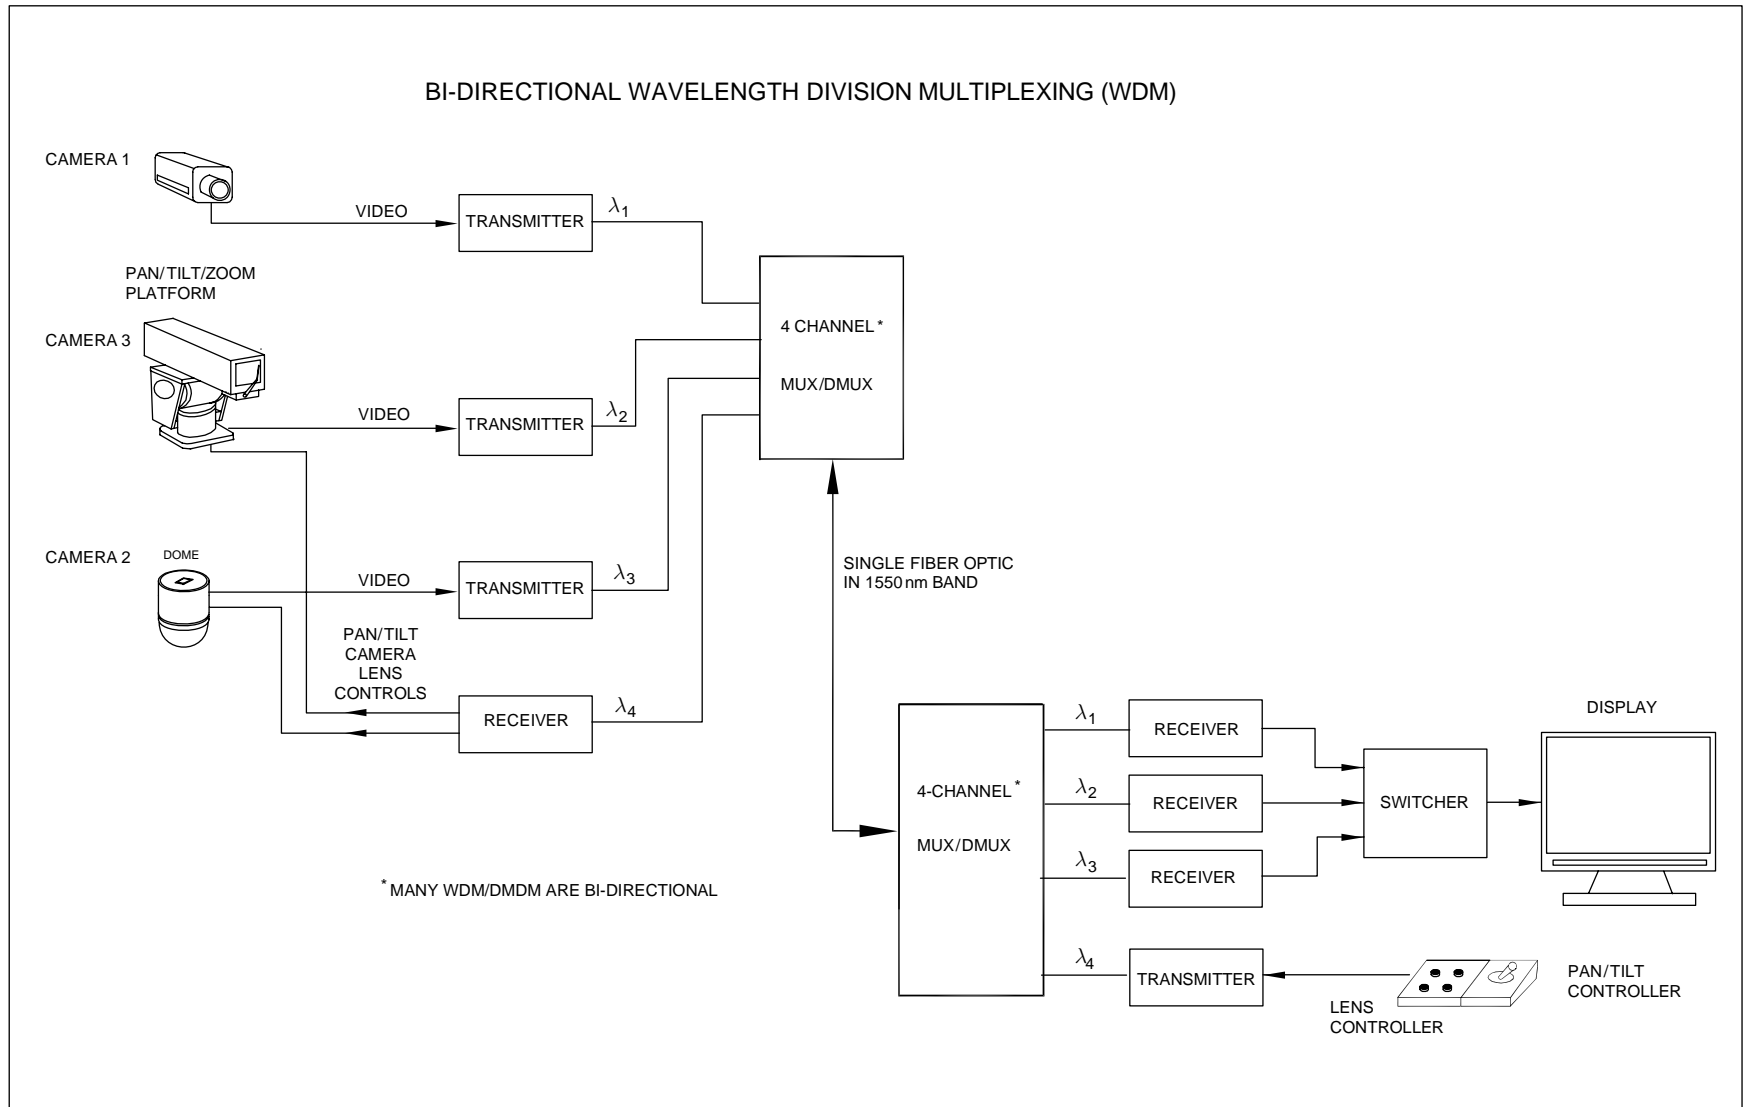 BI-DIRECTIONAL WAVELENGTH DIVISION MULTIPLEXING (WDM)
CAMERA 1
VIDEO
TRANSMITTER
λ1
PAN/TILT/ZOOM
PLATFORM
CAMERA 3
VIDEO
TRANSMITTER
λ2
4 CHANNEL*
MUX/DMUX
CAMERA 2
DOME
VIDEO
TRANSMITTER
λ3
SINGLE FIBER OPTIC
IN 1550 nm BAND
PAN/TILT
CAMERA
LENS
CONTROLS
RECEIVER
λ4
4-CHANNEL*
MUX/DMUX
λ1
RECEIVER
DISPLAY
λ2
RECEIVER
SWITCHER
λ3
RECEIVER
*MANY WDM/DMDM ARE BI-DIRECTIONAL
λ4
TRANSMITTER
LENS
CONTROLLER
PAN/TILT
CONTROLLER